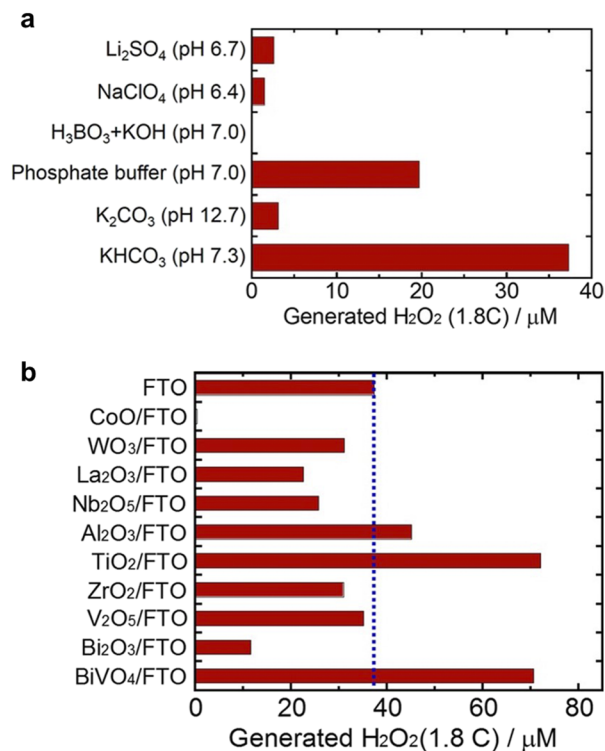 a
Li₂SO₄ (pH 6.7)
NaClO₄ (pH 6.4)
H₃BO₃+KOH (pH 7.0)
Phosphate buffer (pH 7.0)
K₂CO₃ (pH 12.7)
KHCO₃ (pH 7.3)
0 10 20 30 40
Generated H₂O₂ (1.8C) / μM
b
FTO
CoO/FTO
WO₃/FTO
La₂O₃/FTO
Nb₂O₅/FTO
Al₂O₃/FTO
TiO₂/FTO
ZrO₂/FTO
V₂O₅/FTO
Bi₂O₃/FTO
BiVO₄/FTO
0 20 40 60 80
Generated H₂O₂(1.8 C) / μM